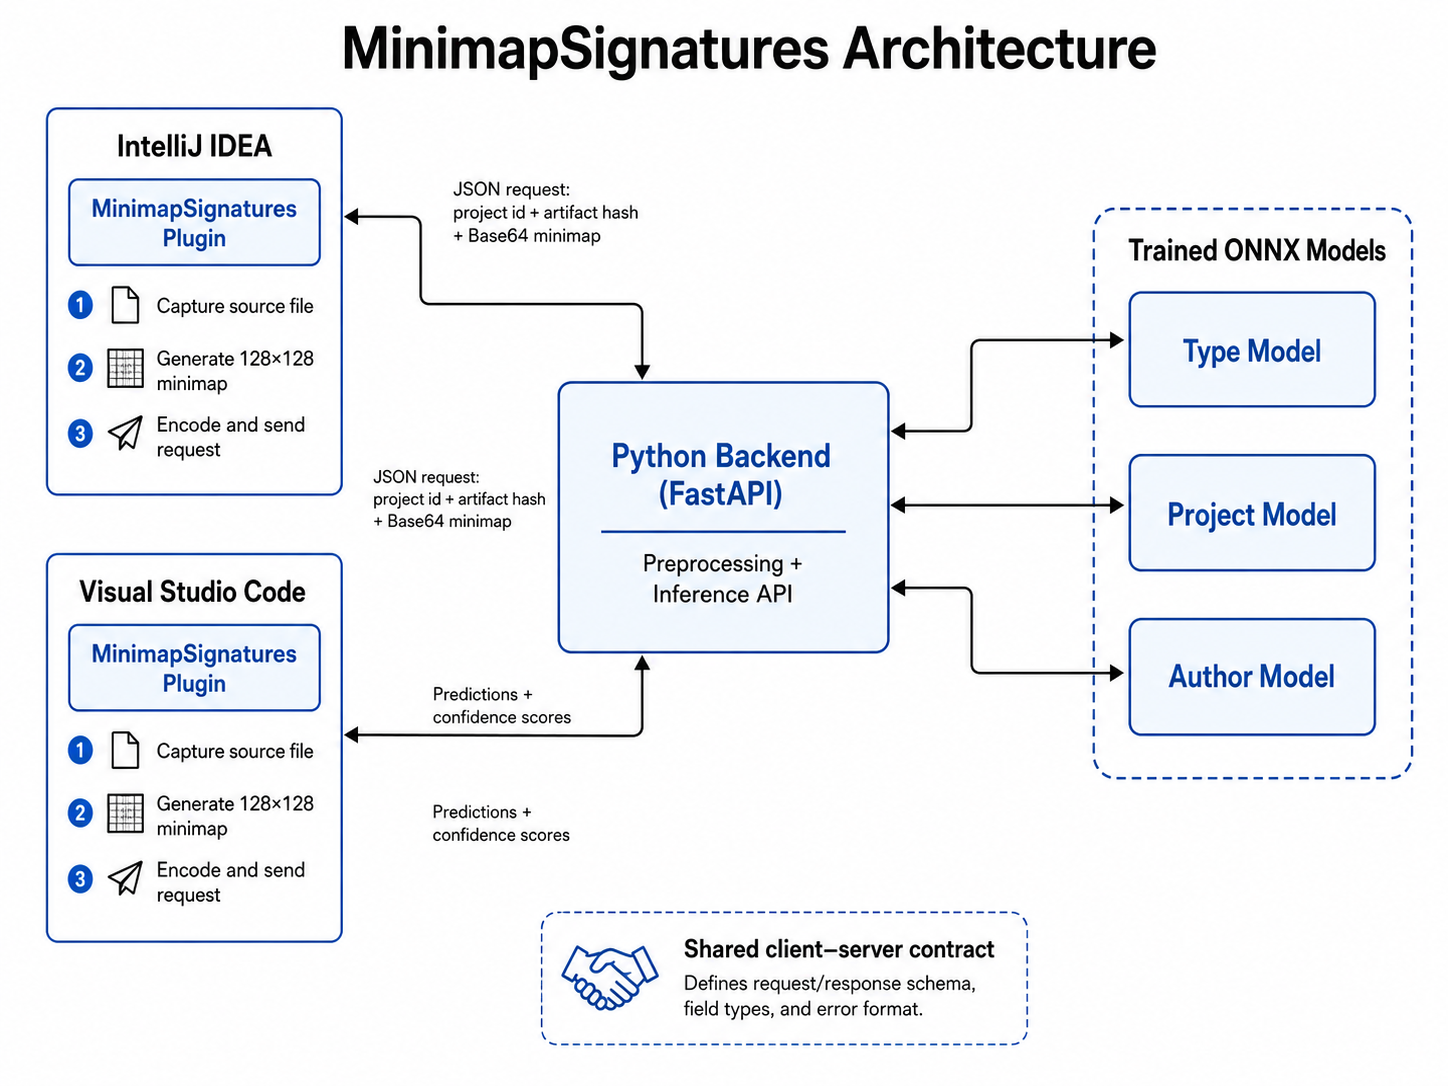 MinimapSignatures Architecture
IntelliJ IDEA
MinimapSignatures
Plugin
1
Capture source file
2
Generate 128×128
minimap
3
Encode and send
request
JSON request:
project id + artifact hash
+ Base64 minimap
JSON request:
project id + artifact hash
+ Base64 minimap
Visual Studio Code
MinimapSignatures
Plugin
1
Capture source file
2
Generate 128×128
minimap
3
Encode and send
request
Predictions +
confidence scores
Predictions +
confidence scores
Python Backend
(FastAPI)
Preprocessing +
Inference API
Trained ONNX Models
Type Model
Project Model
Author Model
Shared client–server contract
Defines request/response schema,
field types, and error format.